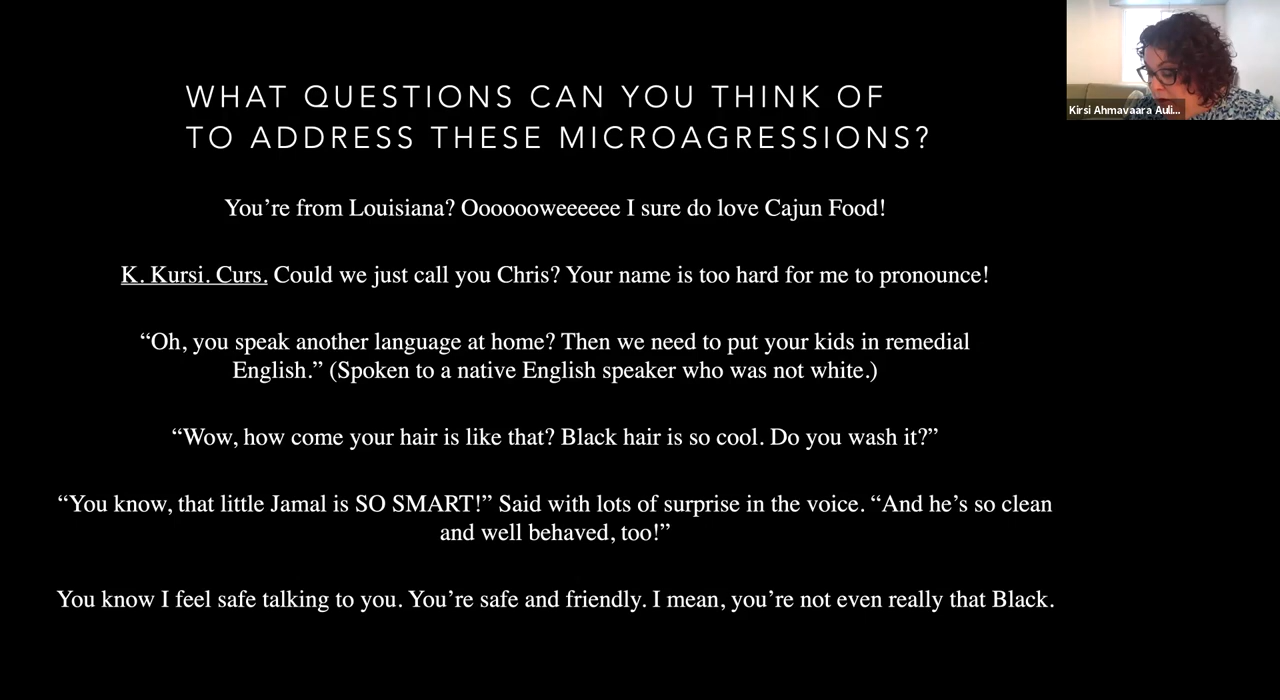 WHAT QUESTIONS CAN YOU THINK OF
TO ADDRESS THESE MICROAGRESSIONS?
Kirsi Ahmavaara Auli...
You’re from Louisiana? Ooooooweeeeee I sure do love Cajun Food!
K. Kursi. Curs. Could we just call you Chris? Your name is too hard for me to pronounce!
“Oh, you speak another language at home? Then we need to put your kids in remedial
English.” (Spoken to a native English speaker who was not white.)
“Wow, how come your hair is like that? Black hair is so cool. Do you wash it?”
“You know, that little Jamal is SO SMART!” Said with lots of surprise in the voice. “And he’s so clean
and well behaved, too!”
You know I feel safe talking to you. You’re safe and friendly. I mean, you’re not even really that Black.